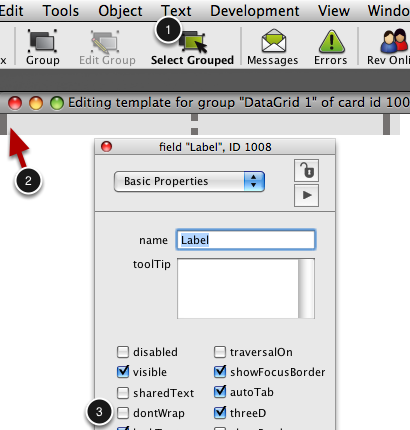 Edit Tools Object Text Development View Windo
1
x Group Edit Group Select Grouped Messages Errors Rev Onli
Editing template for group "DataGrid 1" of card id 100
2
field "Label", ID 1008
Basic Properties
name Label
toolTip
disabled traversalOn
visible showFocusBorder
sharedText autoTab
3 dontWrap threeD